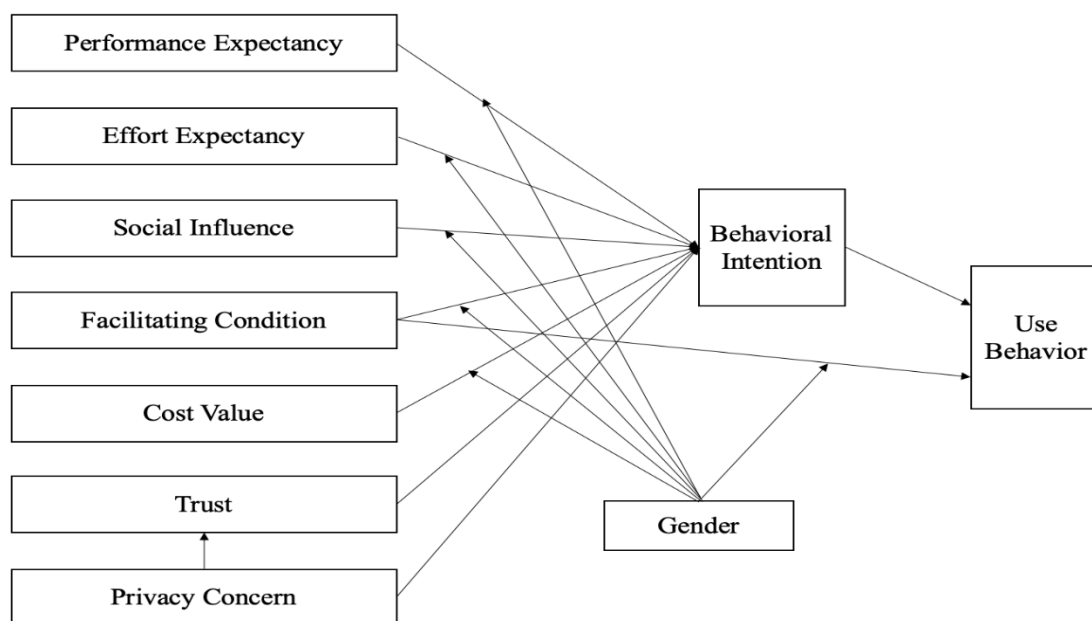 Performance Expectancy
Effort Expectancy
Social Influence
Facilitating Condition
Cost Value
Trust
Privacy Concern
Behavioral
Intention
Use
Behavior
Gender